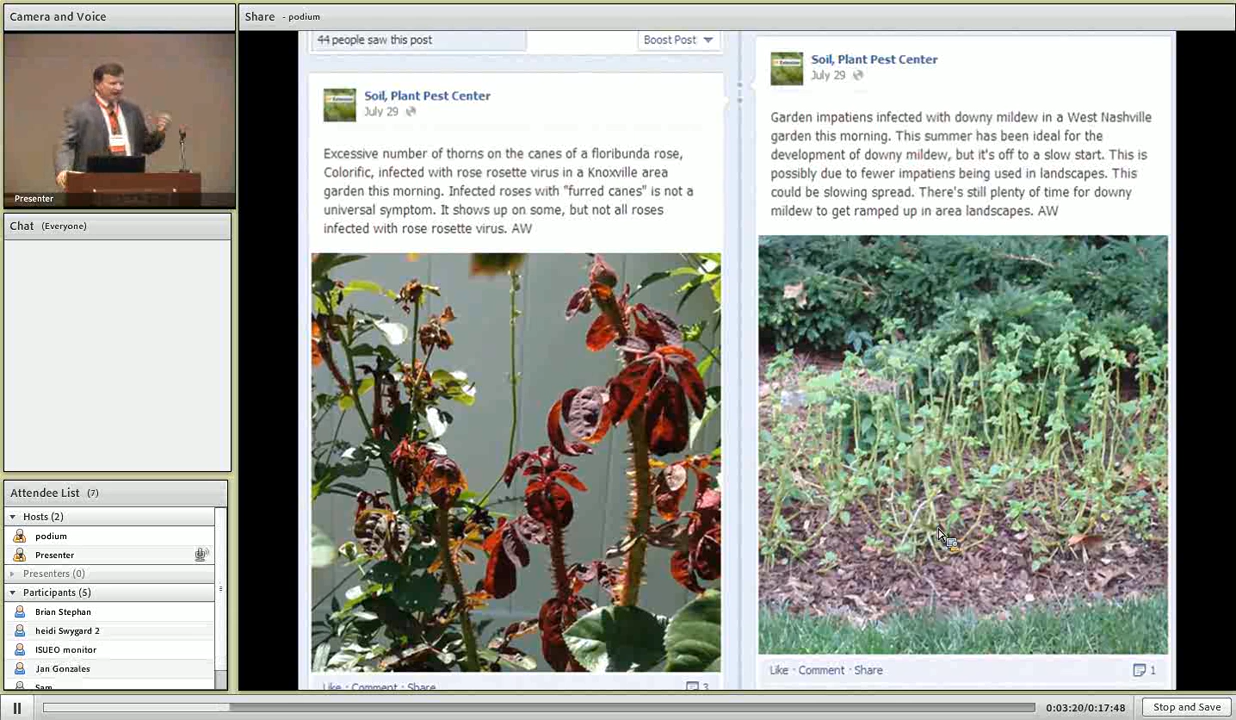 Camera and Voice
Presenter
Chat (Everyone)
Attendee List (7)
Hosts (2)
podium
Presenter
Presenters (0)
Participants (5)
Brian Stephan
heidi Swygard 2
ISUEO monitor
Jan Gonzales
Sam
Share - podium
44 people saw this post
Boost Post
Soil, Plant Pest Center
July 29
Excessive number of thorns on the canes of a floribunda rose,
Colorific, infected with rose rosette virus in a Knoxville area
garden this morning. Infected roses with "furred canes" is not a
universal symptom. It shows up on some, but not all roses
infected with rose rosette virus. AW
Like · Comment · Share
3
Soil, Plant Pest Center
July 29
Garden impatiens infected with downy mildew in a West Nashville
garden this morning. This summer has been ideal for the
development of downy mildew, but it's off to a slow start. This is
possibly due to fewer impatiens being used in landscapes. This
could be slowing spread. There's still plenty of time for downy
mildew to get ramped up in area landscapes. AW
Like · Comment · Share
1
0:03:20/0:17:48
Stop and Save